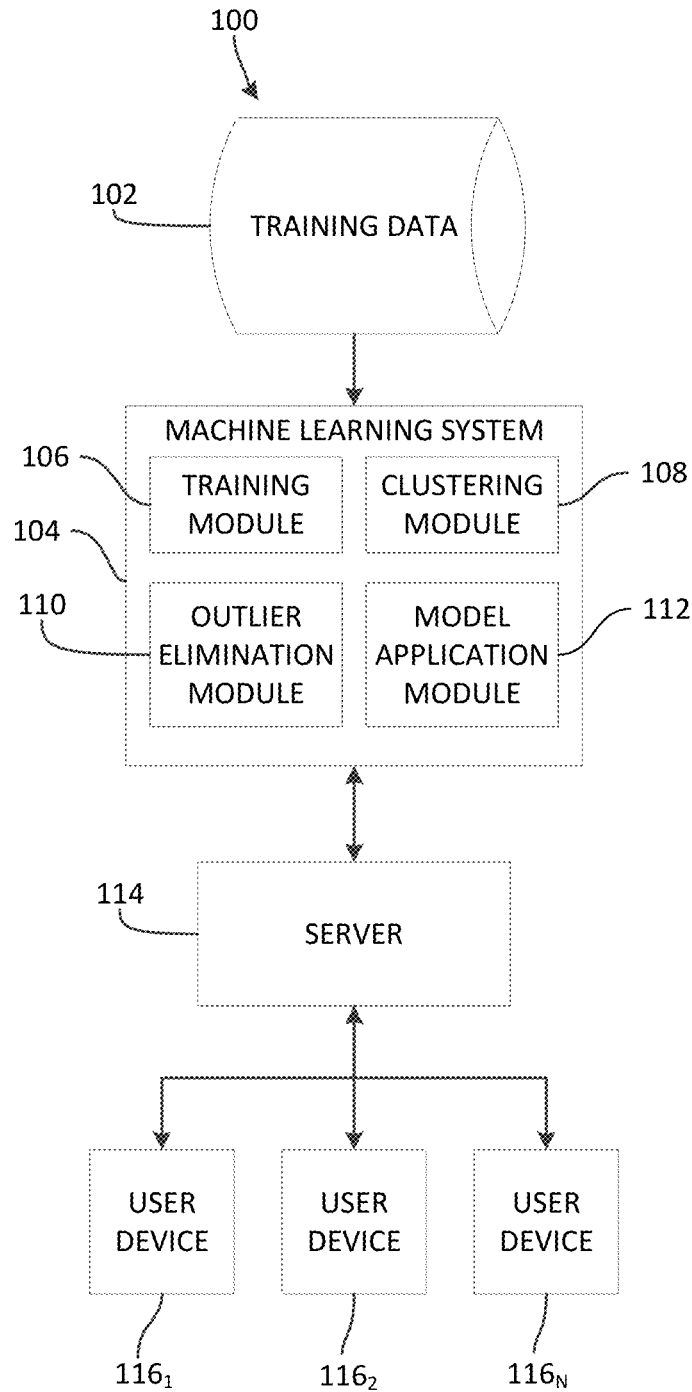 100
102
TRAINING DATA
MACHINE LEARNING SYSTEM
106
TRAINING
MODULE
CLUSTERING
MODULE
108
104
110
OUTLIER
ELIMINATION
MODULE
MODEL
APPLICATION
MODULE
112
114
SERVER
USER
DEVICE
USER
DEVICE
USER
DEVICE
116₁
116₂
116N